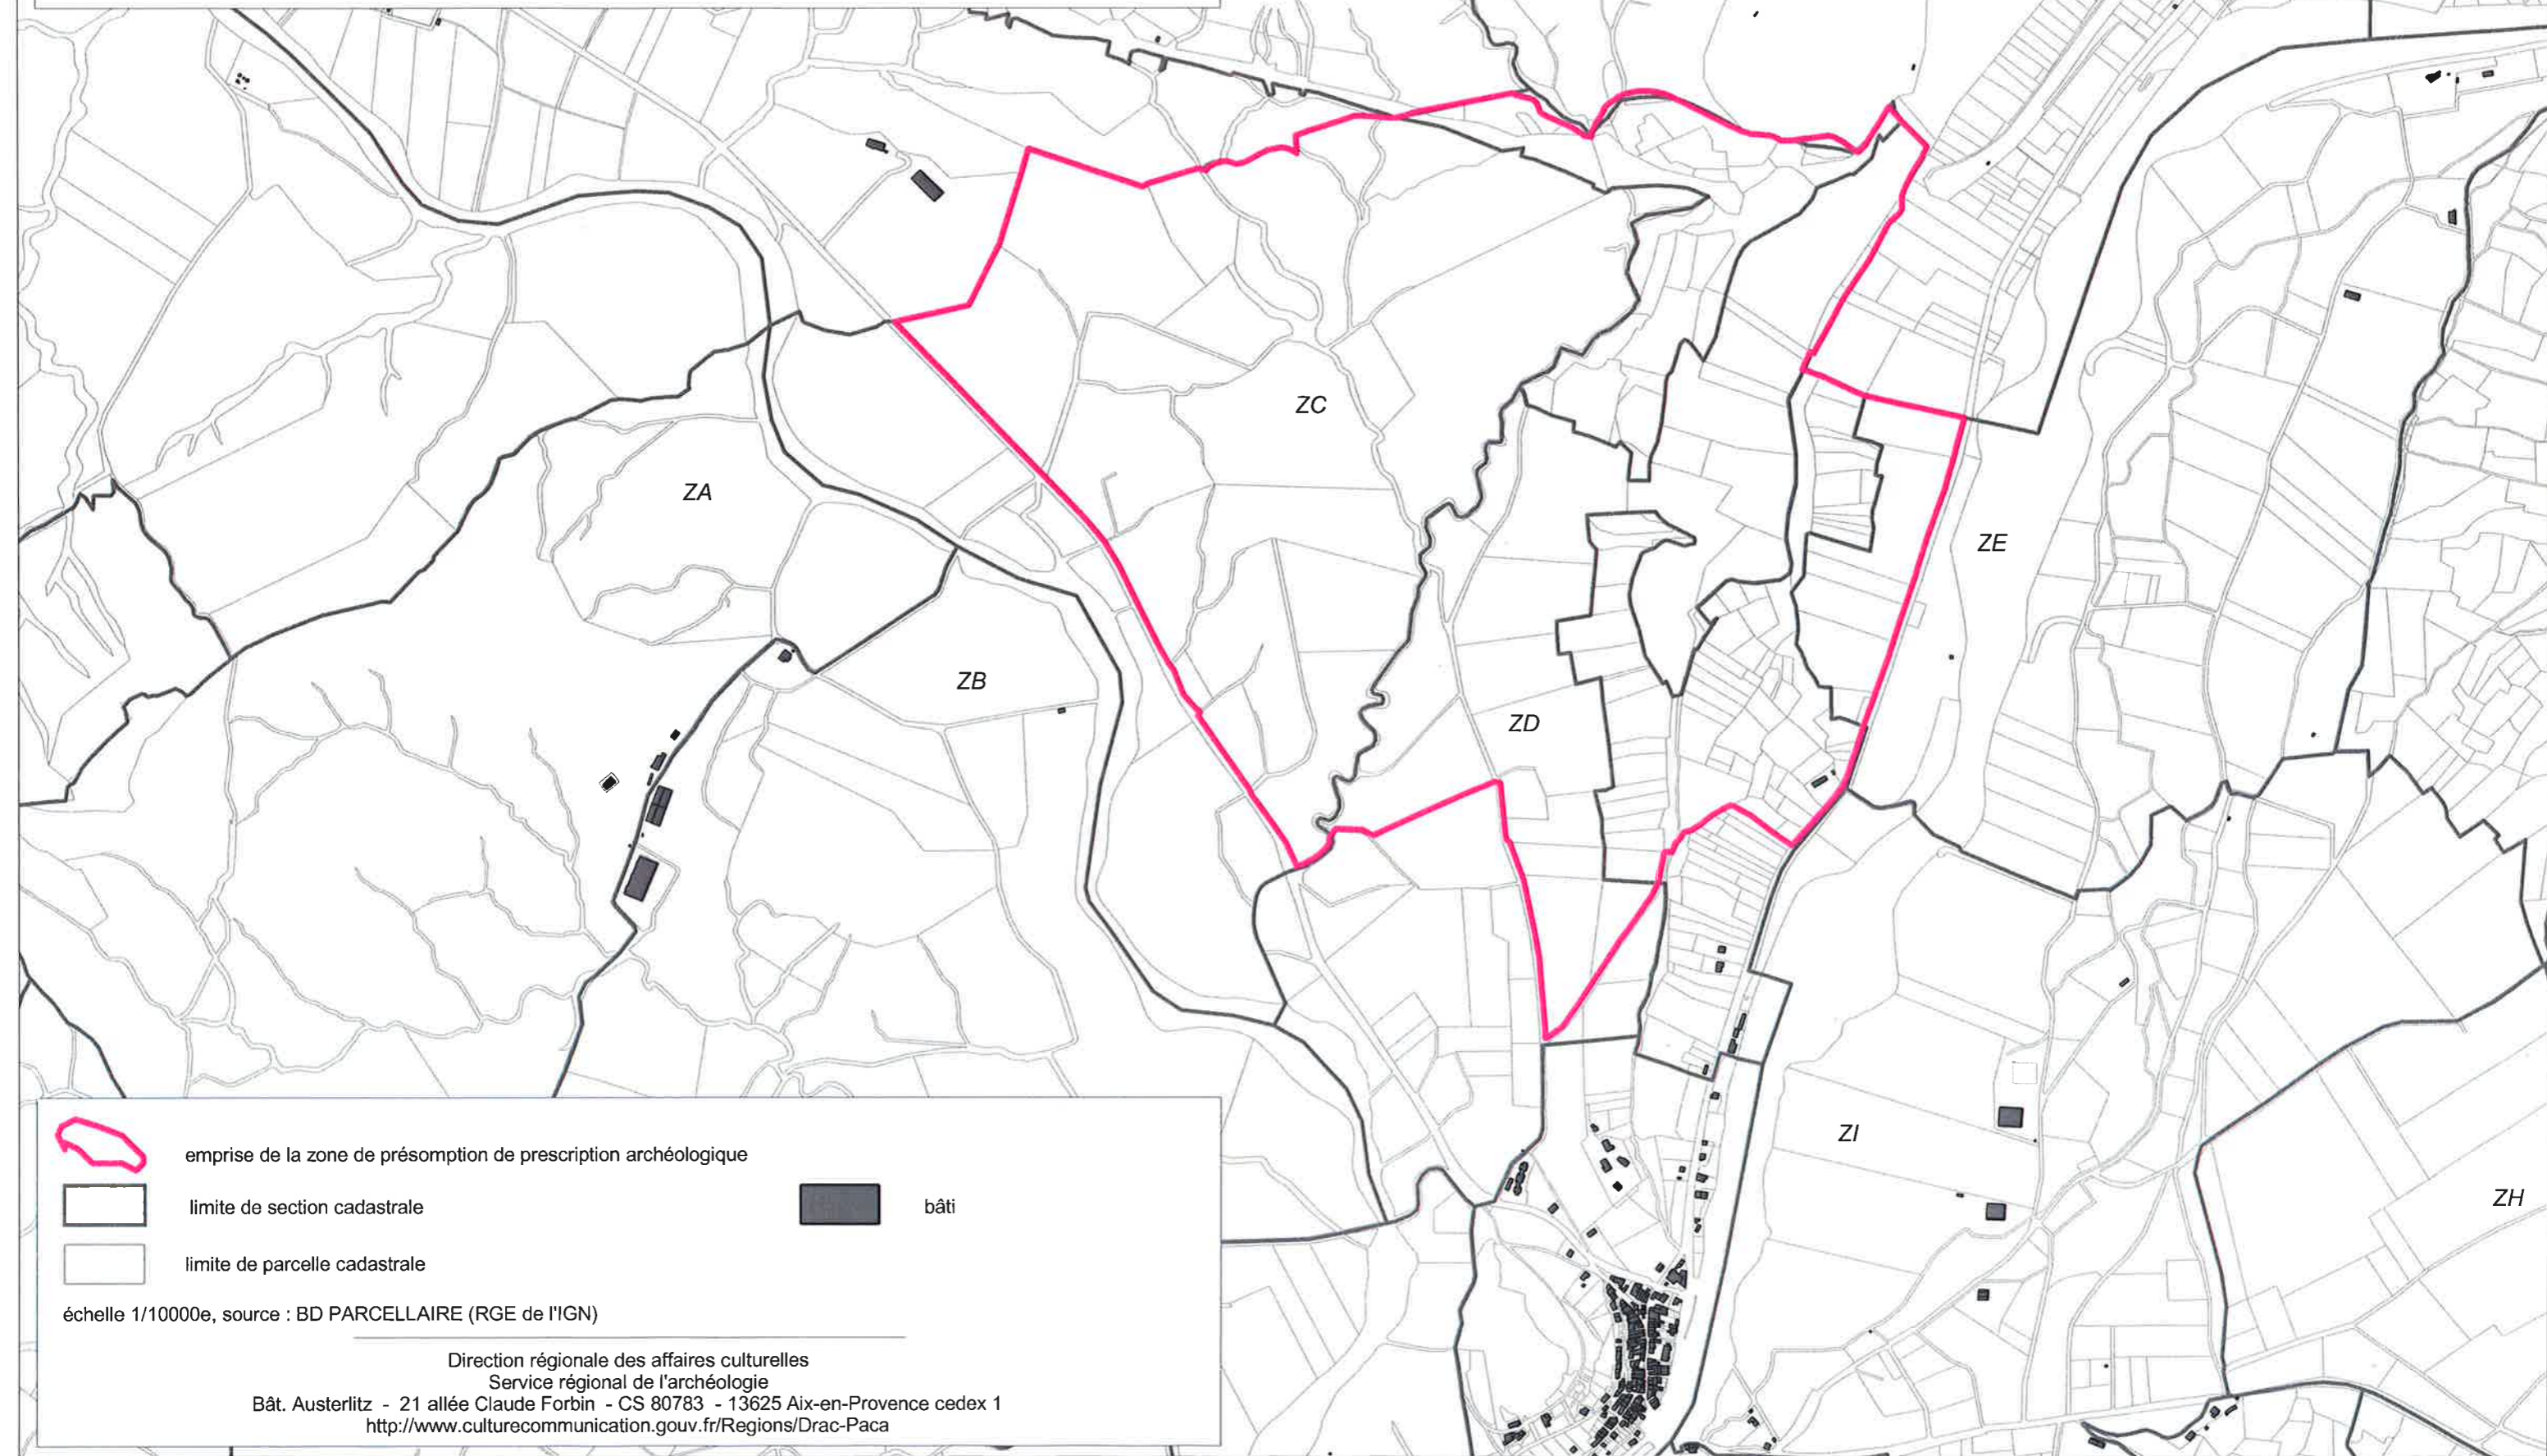 ZC
ZA
ZE
ZB
ZD
ZI
ZH
emprise de la zone de présomption de prescription archéologique
limite de section cadastrale
bâti
limite de parcelle cadastrale
échelle 1/10000e, source : BD PARCELLAIRE (RGE de l'IGN)
Direction régionale des affaires culturelles
Service régional de l'archéologie
Bât. Austerlitz - 21 allée Claude Forbin - CS 80783 - 13625 Aix-en-Provence cedex 1
http://www.culturecommunication.gouv.fr/Regions/Drac-Paca